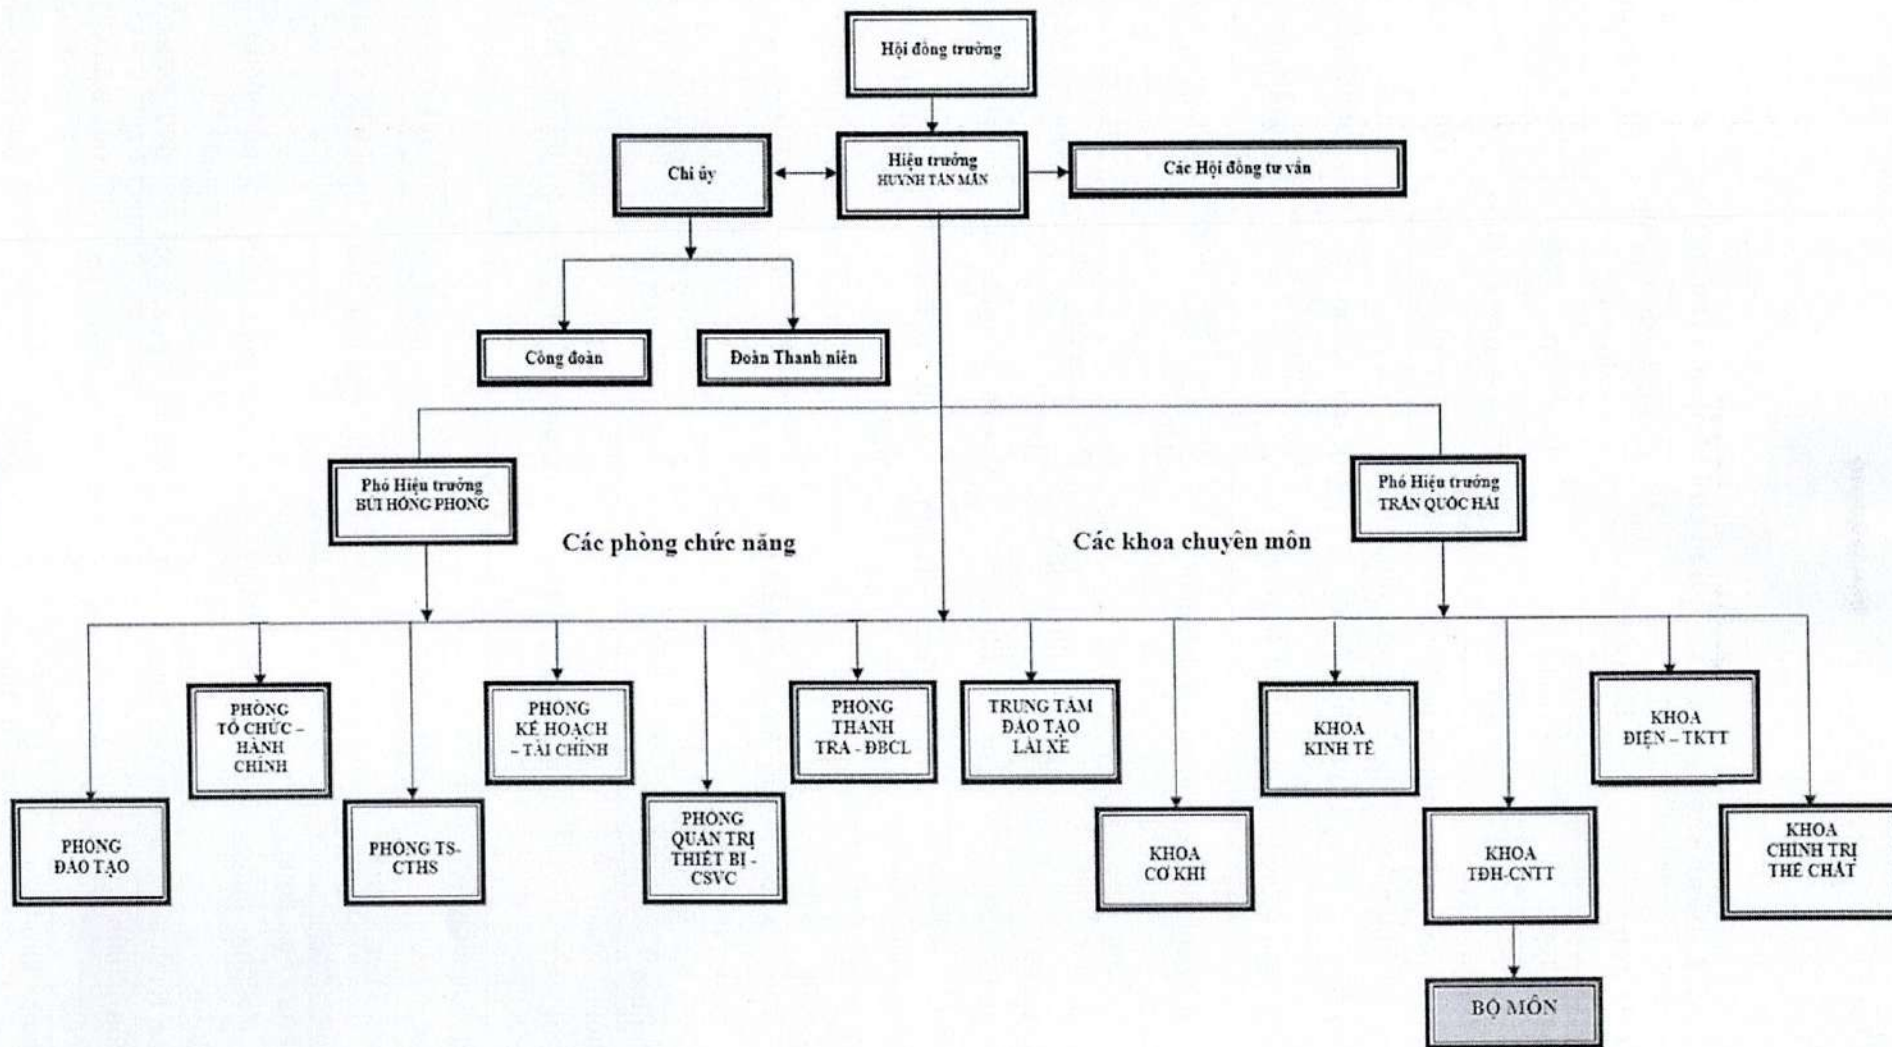 Hội đồng trường
Chi ủy
Hiệu trưởng
HUỲNH TẤN MẪN
Các Hội đồng tư vấn
Công đoàn
Đoàn Thanh niên
Phó Hiệu trưởng
BÙI HỒNG PHONG
Phó Hiệu trưởng
TRẦN QUỐC HẢI
Các phòng chức năng
Các khoa chuyên môn
PHÒNG
TỔ CHỨC –
HÀNH
CHÍNH
PHÒNG
KẾ HOẠCH
– TÀI CHÍNH
PHÒNG
THANH
TRA - ĐBCL
TRUNG TÂM
ĐÀO TẠO
LÁI XE
KHOA
KINH TẾ
KHOA
ĐIỆN – TKTT
PHÒNG
ĐÀO TẠO
PHÒNG TS-
CTHS
PHÒNG
QUẢN TRỊ
THIẾT BỊ -
CSVC
KHOA
CƠ KHÍ
KHOA
TĐH-CNTT
KHOA
CHÍNH TRỊ
THỂ CHẤT
BỘ MÔN